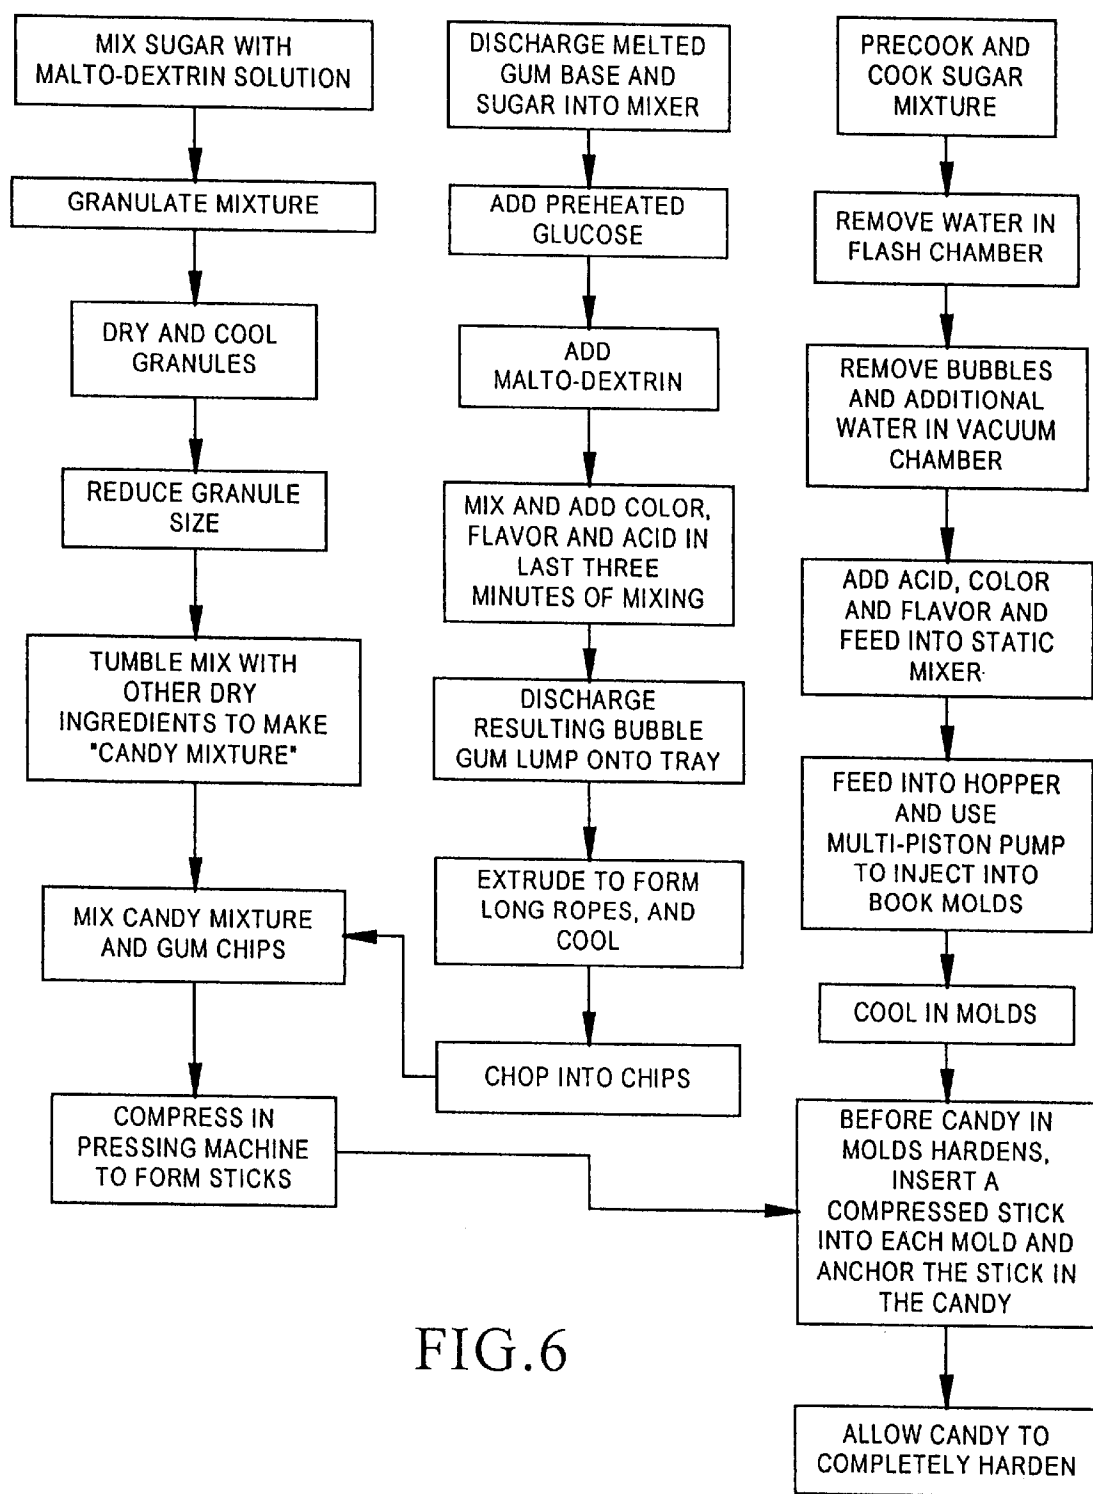 MIX SUGAR WITH
MALTO-DEXTRIN SOLUTION
GRANULATE MIXTURE
DRY AND COOL
GRANULES
REDUCE GRANULE
SIZE
TUMBLE MIX WITH
OTHER DRY
INGREDIENTS TO MAKE
"CANDY MIXTURE"
MIX CANDY MIXTURE
AND GUM CHIPS
COMPRESS IN
PRESSING MACHINE
TO FORM STICKS
DISCHARGE MELTED
GUM BASE AND
SUGAR INTO MIXER
ADD PREHEATED
GLUCOSE
ADD
MALTO-DEXTRIN
MIX AND ADD COLOR,
FLAVOR AND ACID IN
LAST THREE
MINUTES OF MIXING
DISCHARGE
RESULTING BUBBLE
GUM LUMP ONTO TRAY
EXTRUDE TO FORM
LONG ROPES, AND
COOL
CHOP INTO CHIPS
PRECOOK AND
COOK SUGAR
MIXTURE
REMOVE WATER IN
FLASH CHAMBER
REMOVE BUBBLES
AND ADDITIONAL
WATER IN VACUUM
CHAMBER
ADD ACID, COLOR
AND FLAVOR AND
FEED INTO STATIC
MIXER
FEED INTO HOPPER
AND USE
MULTI-PISTON PUMP
TO INJECT INTO
BOOK MOLDS
COOL IN MOLDS
BEFORE CANDY IN
MOLDS HARDENS,
INSERT A
COMPRESSED STICK
INTO EACH MOLD AND
ANCHOR THE STICK IN
THE CANDY
ALLOW CANDY TO
COMPLETELY HARDEN
FIG.6